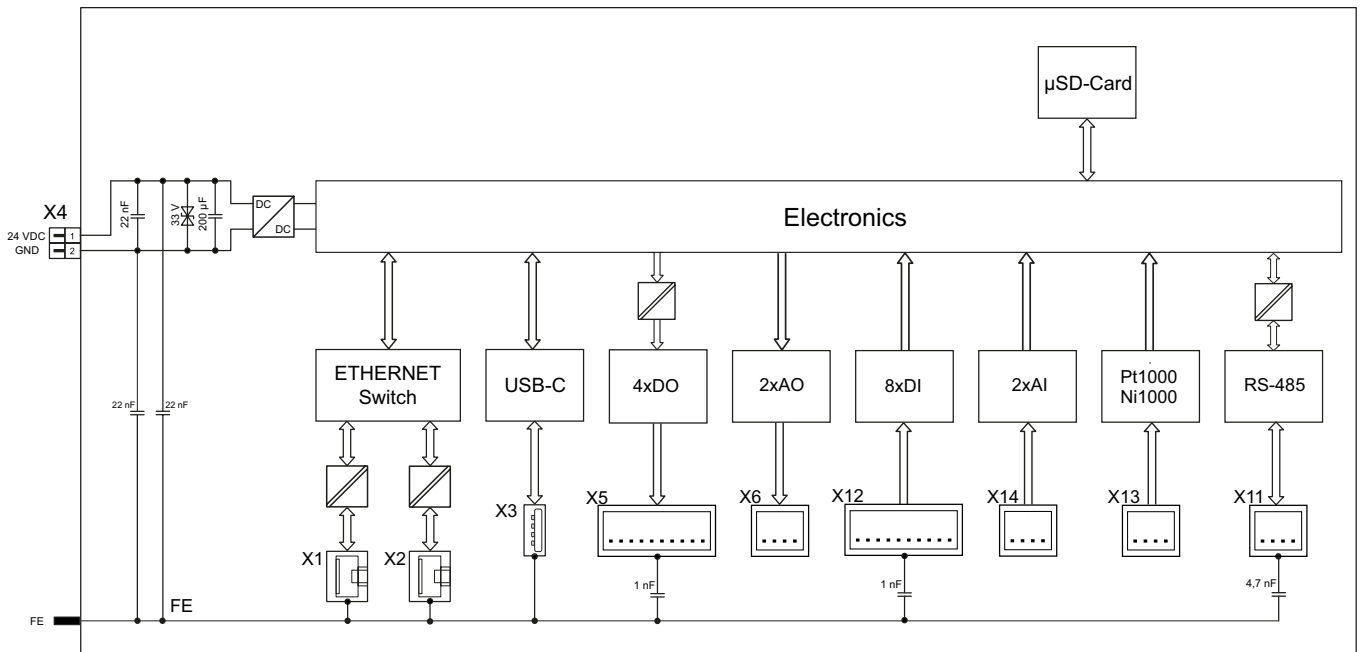 µSD-Card
X4
24 VDC
1
GND
2
22 nF
33 V
200 µF
DC
DC
Electronics
ETHERNET
Switch
USB-C
4xDO
2xAO
8xDI
2xAI
Pt1000
Ni1000
RS-485
22 nF
22 nF
X1
X2
X3
X5
X6
X12
X14
X13
X11
1 nF
1 nF
4,7 nF
FE
FE